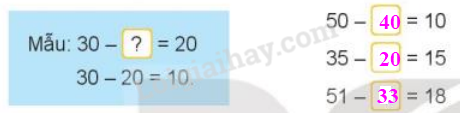 Mẫu: 30 – ? = 20
30 – 20 = 10.
50 – 40 = 10
35 – 20 = 15
51 – 33 = 18